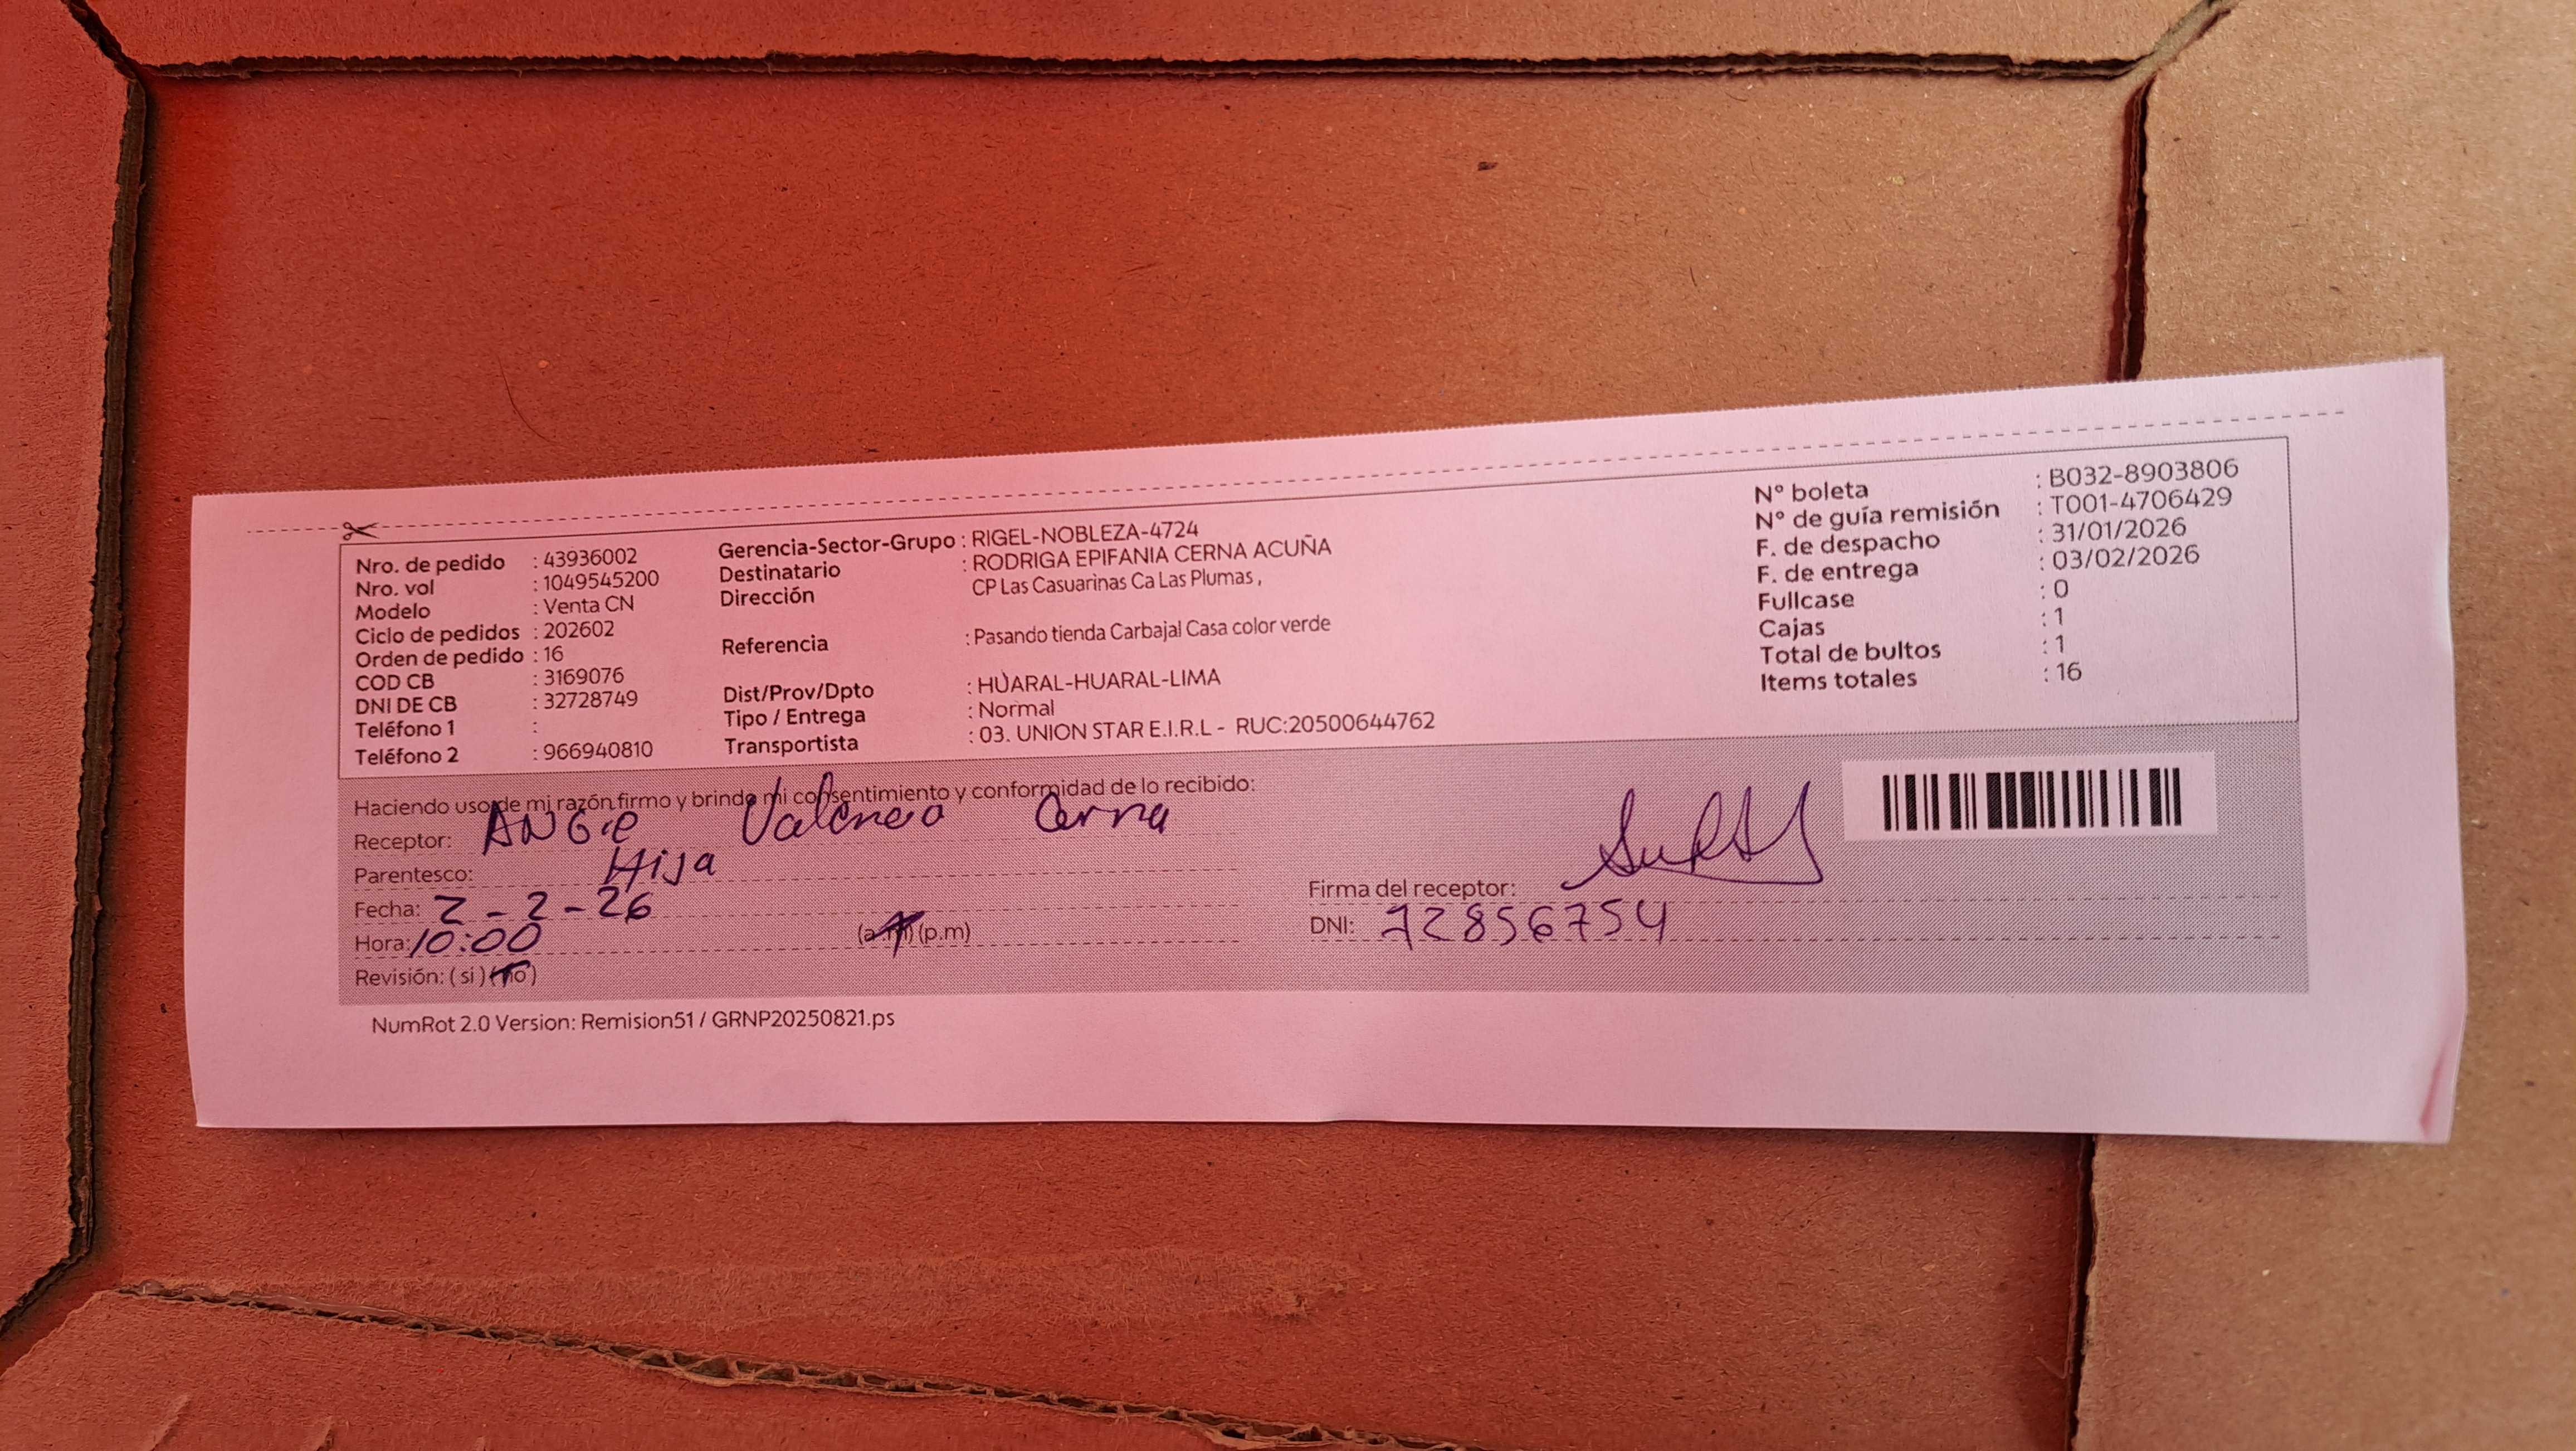 Nro. de pedido : 43936002
Nro. vol : 1049545200
Modelo : Venta CN
Ciclo de pedidos : 202602
Orden de pedido : 16
COD CB : 3169076
DNI DE CB : 32728749
Teléfono 1 :
Teléfono 2 : 966940810
Gerencia-Sector-Grupo : RIGEL-NOBLEZA-4724
Destinatario : RODRIGA EPIFANIA CERNA ACUÑA
Dirección CP Las Casuarinas Ca Las Plumas ,
Referencia : Pasando tienda Carbajal Casa color verde
Dist/Prov/Dpto : HUARAL-HUARAL-LIMA
Tipo / Entrega : Normal
Transportista : 03. UNION STAR E.I.R.L - RUC:20500644762
N° boleta : B032-8903806
N° de guía remisión : T001-4706429
F. de despacho : 31/01/2026
F. de entrega : 03/02/2026
Fullcase : 0
Cajas : 1
Total de bultos : 1
Items totales : 16
Haciendo uso de mi razón firmo y brindo mi consentimiento y conformidad de lo recibido:
Receptor: ANGie Cerna
Parentesco: Hija
Fecha: 2-2-26
Hora: 10:00 (a.m) (p.m)
Revisión: ( si ) ( no )
Firma del receptor:
DNI: 72856754
NumRot 2.0 Version: Remision51 / GRNP20250821.ps